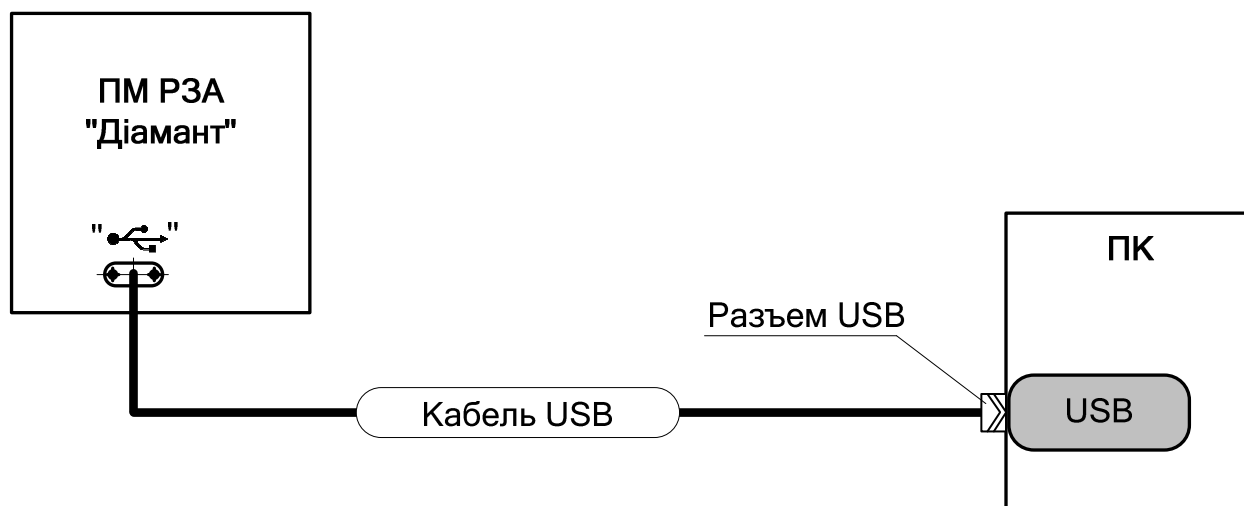 ПМ РЗА
"Діамант"
" "
ПК
Разъем USB
Кабель USB
USB